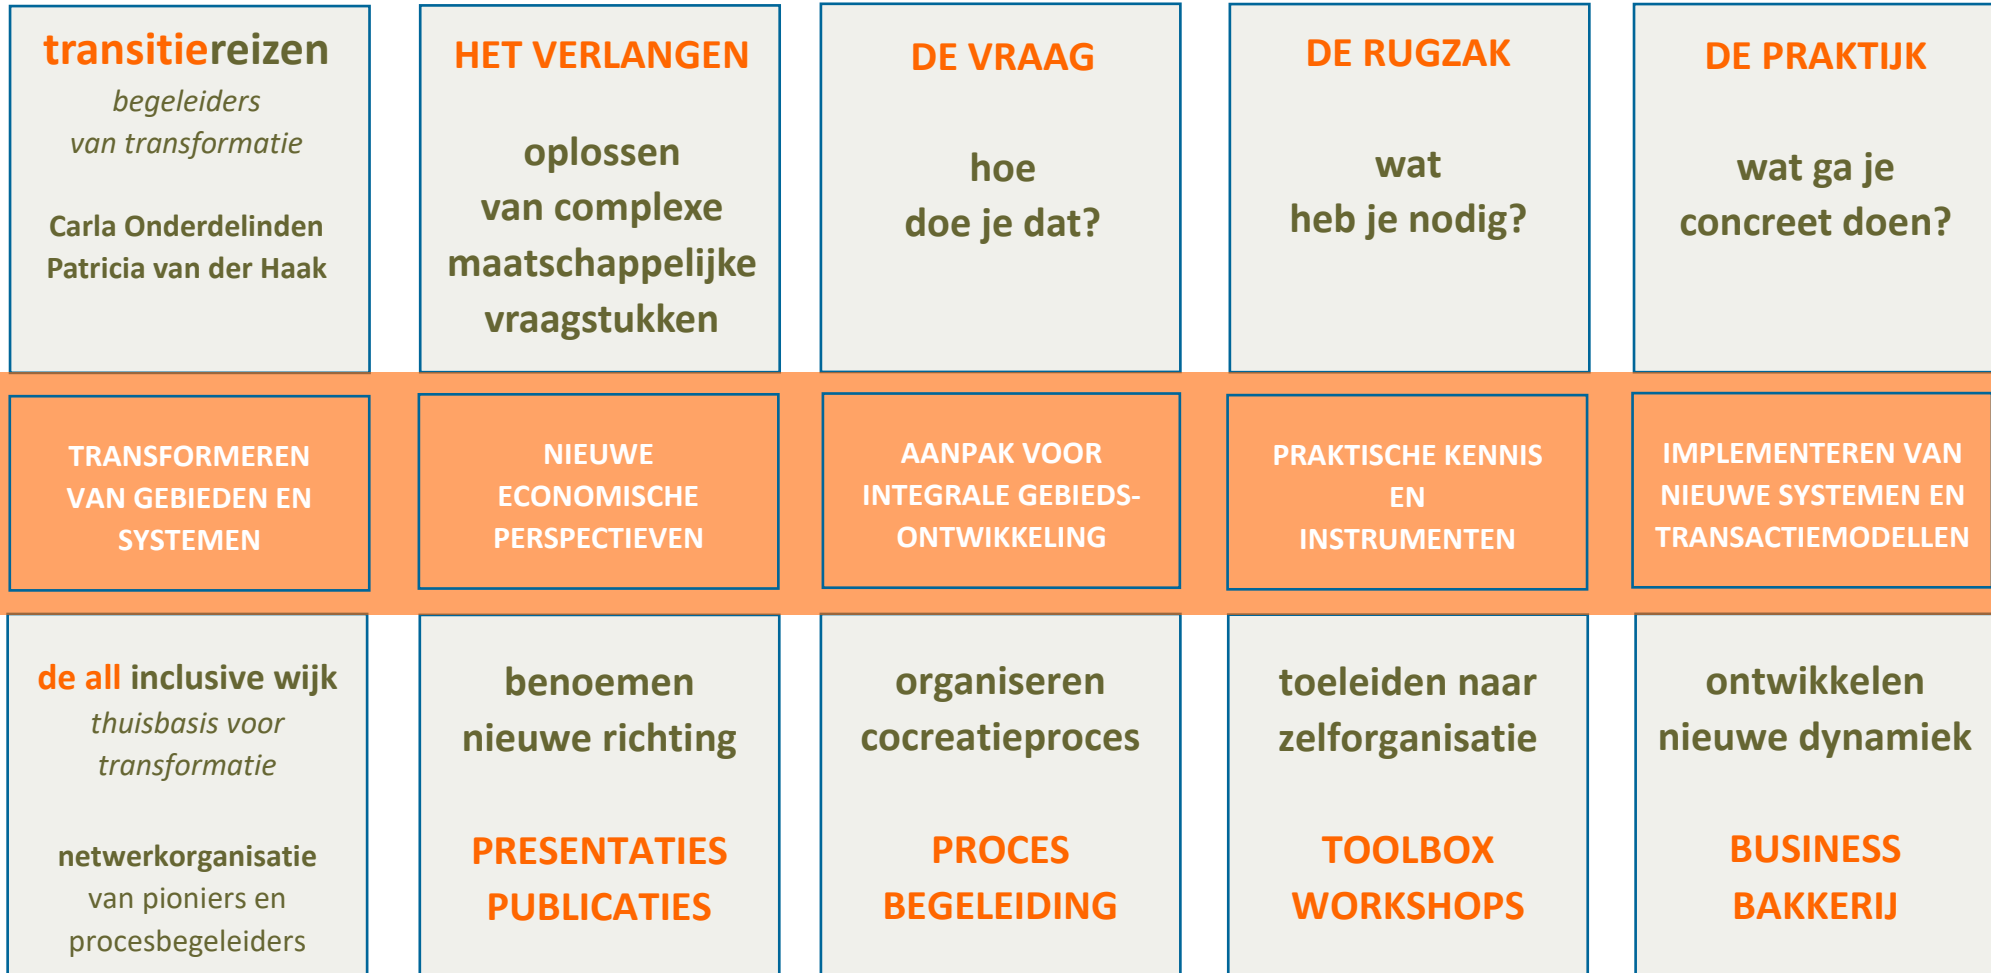 transitiereizen
begeleiders
van transformatie
Carla Onderdelinden
Patricia van der Haak
HET VERLANGEN
oplossen
van complexe
maatschappelijke
vraagstukken
DE VRAAG
hoe
doe je dat?
DE RUGZAK
wat
heb je nodig?
DE PRAKTIJK
wat ga je
concreet doen?
TRANSFORMEREN
VAN GEBIEDEN EN
SYSTEMEN
NIEUWE
ECONOMISCHE
PERSPECTIEVEN
AANPAK VOOR
INTEGRALE GEBIEDS-
ONTWIKKELING
PRAKTISCHE KENNIS
EN
INSTRUMENTEN
IMPLEMENTEREN VAN
NIEUWE SYSTEMEN EN
TRANSACTIEMODELLEN
de all inclusive wijk
thuisbasis voor
transformatie
netwerkorganisatie
van pioniers en
procesbegeleiders
benoemen
nieuwe richting
PRESENTATIES
PUBLICATIES
organiseren
cocreatieproces
PROCES
BEGELEIDING
toeleiden naar
zelforganisatie
TOOLBOX
WORKSHOPS
ontwikkelen
nieuwe dynamiek
BUSINESS
BAKKERIJ